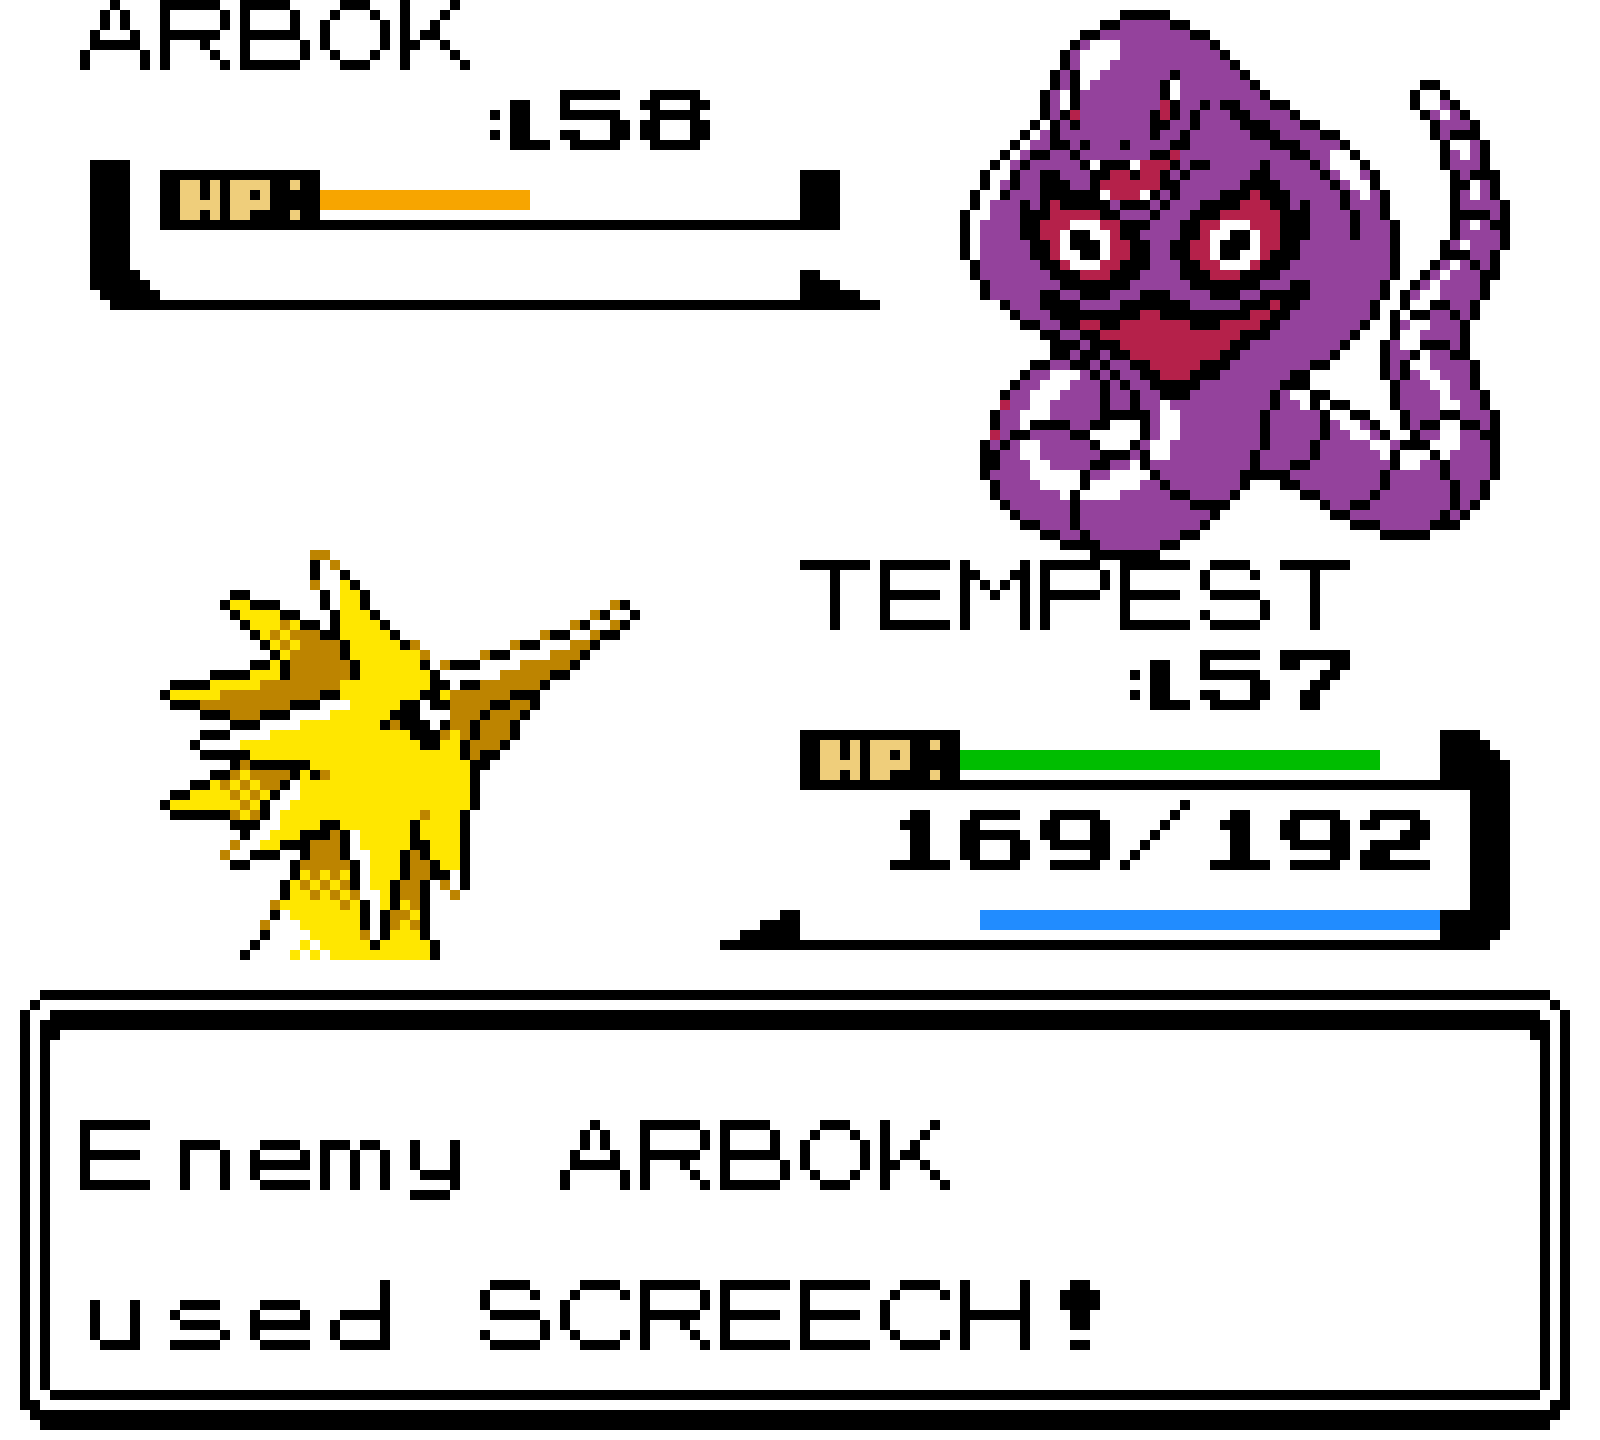 ARBOK
:L58
HP:
TEMPEST
:L57
HP:
169/192
Enemy ARBOK
used SCREECH!